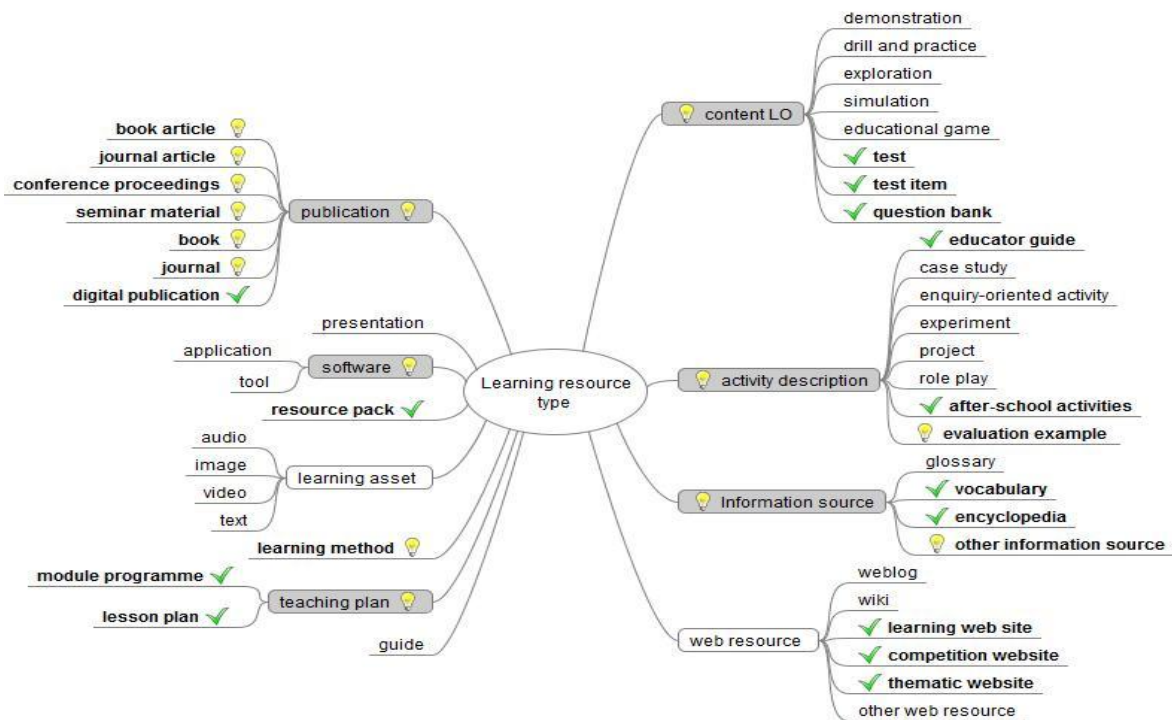 Learning resource
type
publication
book article
journal article
conference proceedings
seminar material
book
journal
digital publication
presentation
software
application
tool
resource pack
learning asset
audio
image
video
text
learning method
teaching plan
module programme
lesson plan
guide
content LO
demonstration
drill and practice
exploration
simulation
educational game
test
test item
question bank
activity description
educator guide
case study
enquiry-oriented activity
experiment
project
role play
after-school activities
evaluation example
Information source
glossary
vocabulary
encyclopedia
other information source
web resource
weblog
wiki
learning web site
competition website
thematic website
other web resource